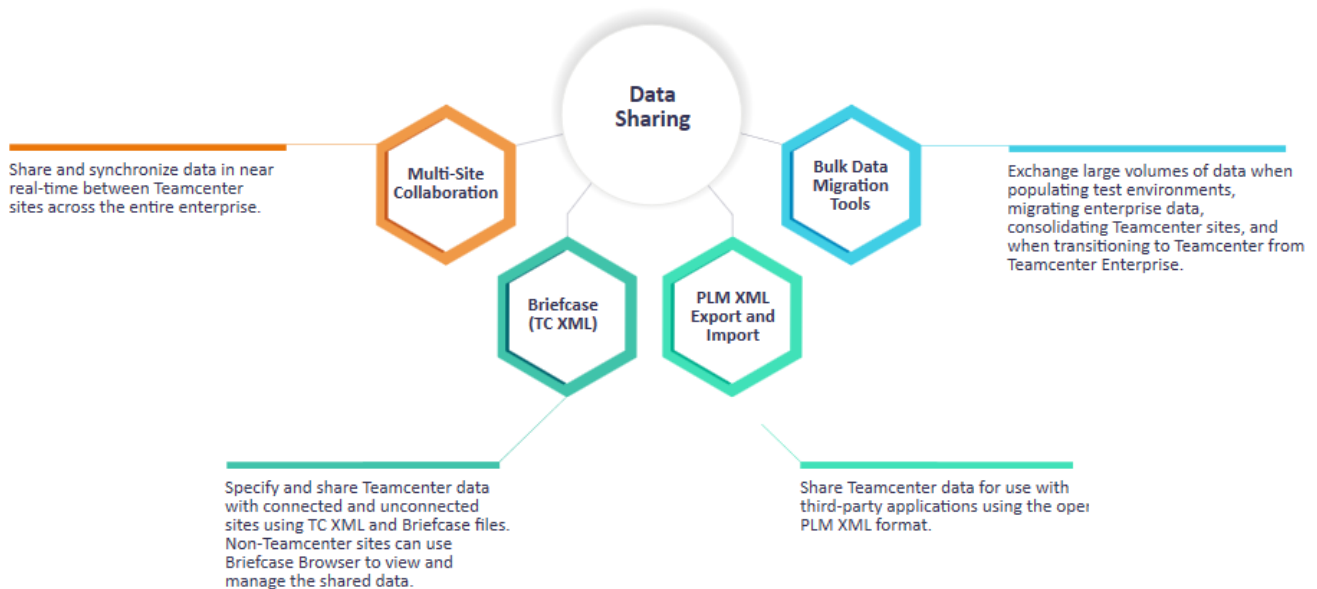 Data
Sharing
Multi-Site
Collaboration
Share and synchronize data in near
real-time between Teamcenter
sites across the entire enterprise.
Bulk Data
Migration
Tools
Exchange large volumes of data when
populating test environments,
migrating enterprise data,
consolidating Teamcenter sites, and
when transitioning to Teamcenter from
Teamcenter Enterprise.
Briefcase
(TC XML)
PLM XML
Export and
Import
Specify and share Teamcenter data
with connected and unconnected
sites using TC XML and Briefcase files.
Non-Teamcenter sites can use
Briefcase Browser to view and
manage the shared data.
Share Teamcenter data for use with
third-party applications using the
PLM XML format.